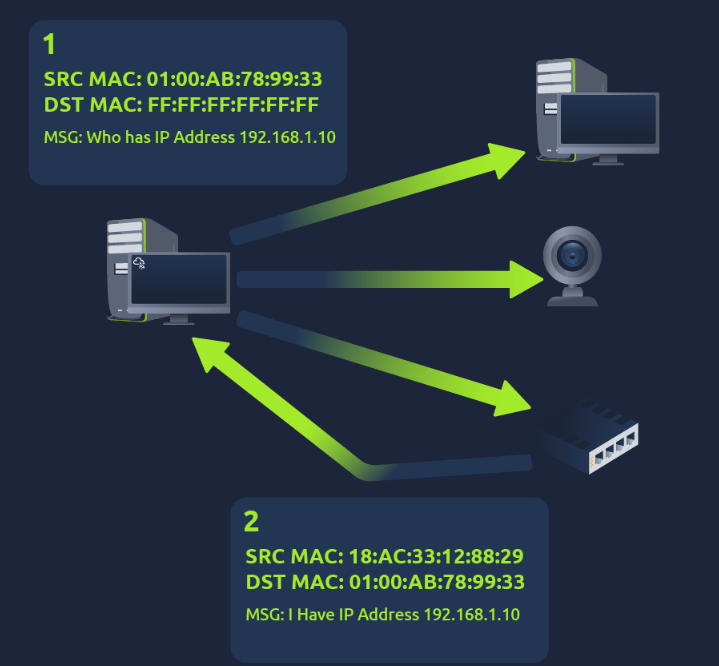 1
SRC MAC: 01:00:AB:78:99:33
DST MAC: FF:FF:FF:FF:FF:FF
MSG: Who has IP Address 192.168.1.10
2
SRC MAC: 18:AC:33:12:88:29
DST MAC: 01:00:AB:78:99:33
MSG: I Have IP Address 192.168.1.10